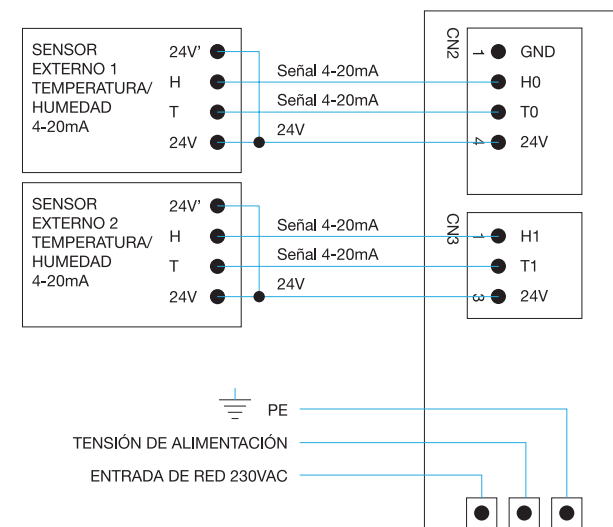 SENSOR
EXTERNO 1
TEMPERATURA/
HUMEDAD
4-20mA
24V’
H
T
24V
Señal 4-20mA
Señal 4-20mA
24V
CN2
1
4
GND
H0
T0
24V
SENSOR
EXTERNO 2
TEMPERATURA/
HUMEDAD
4-20mA
24V’
H
T
24V
Señal 4-20mA
Señal 4-20mA
24V
CN3
1
3
H1
T1
24V
PE
TENSIÓN DE ALIMENTACIÓN
ENTRADA DE RED 230VAC